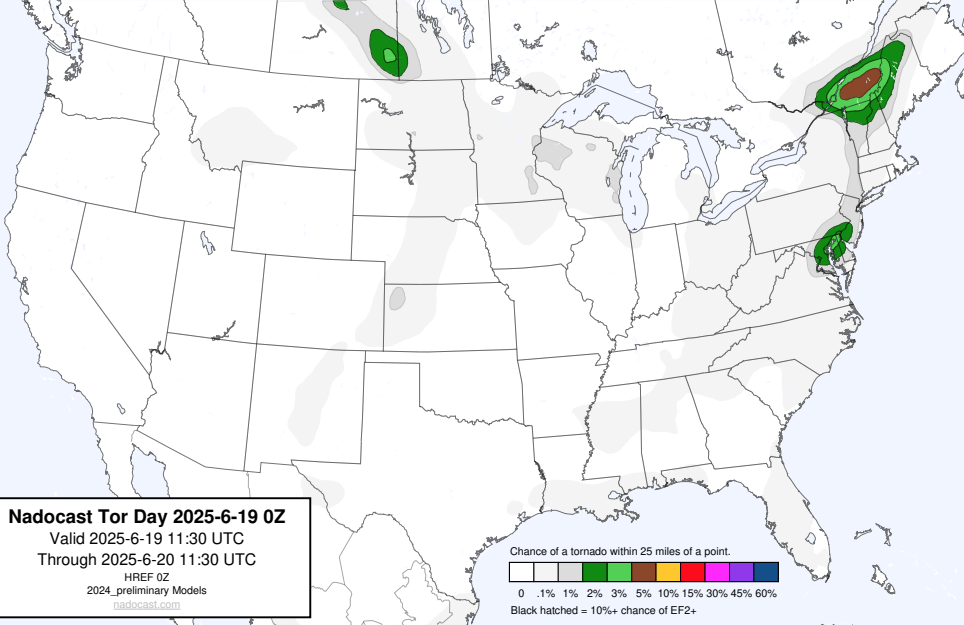 Nadocast Tor Day 2025-6-19 0Z
Valid 2025-6-19 11:30 UTC
Through 2025-6-20 11:30 UTC
HREF 0Z
2024_preliminary Models
nadocast.com
Chance of a tornado within 25 miles of a point.
0 .1% 1% 2% 3% 5% 10% 15% 30% 45% 60%
Black hatched = 10%+ chance of EF2+